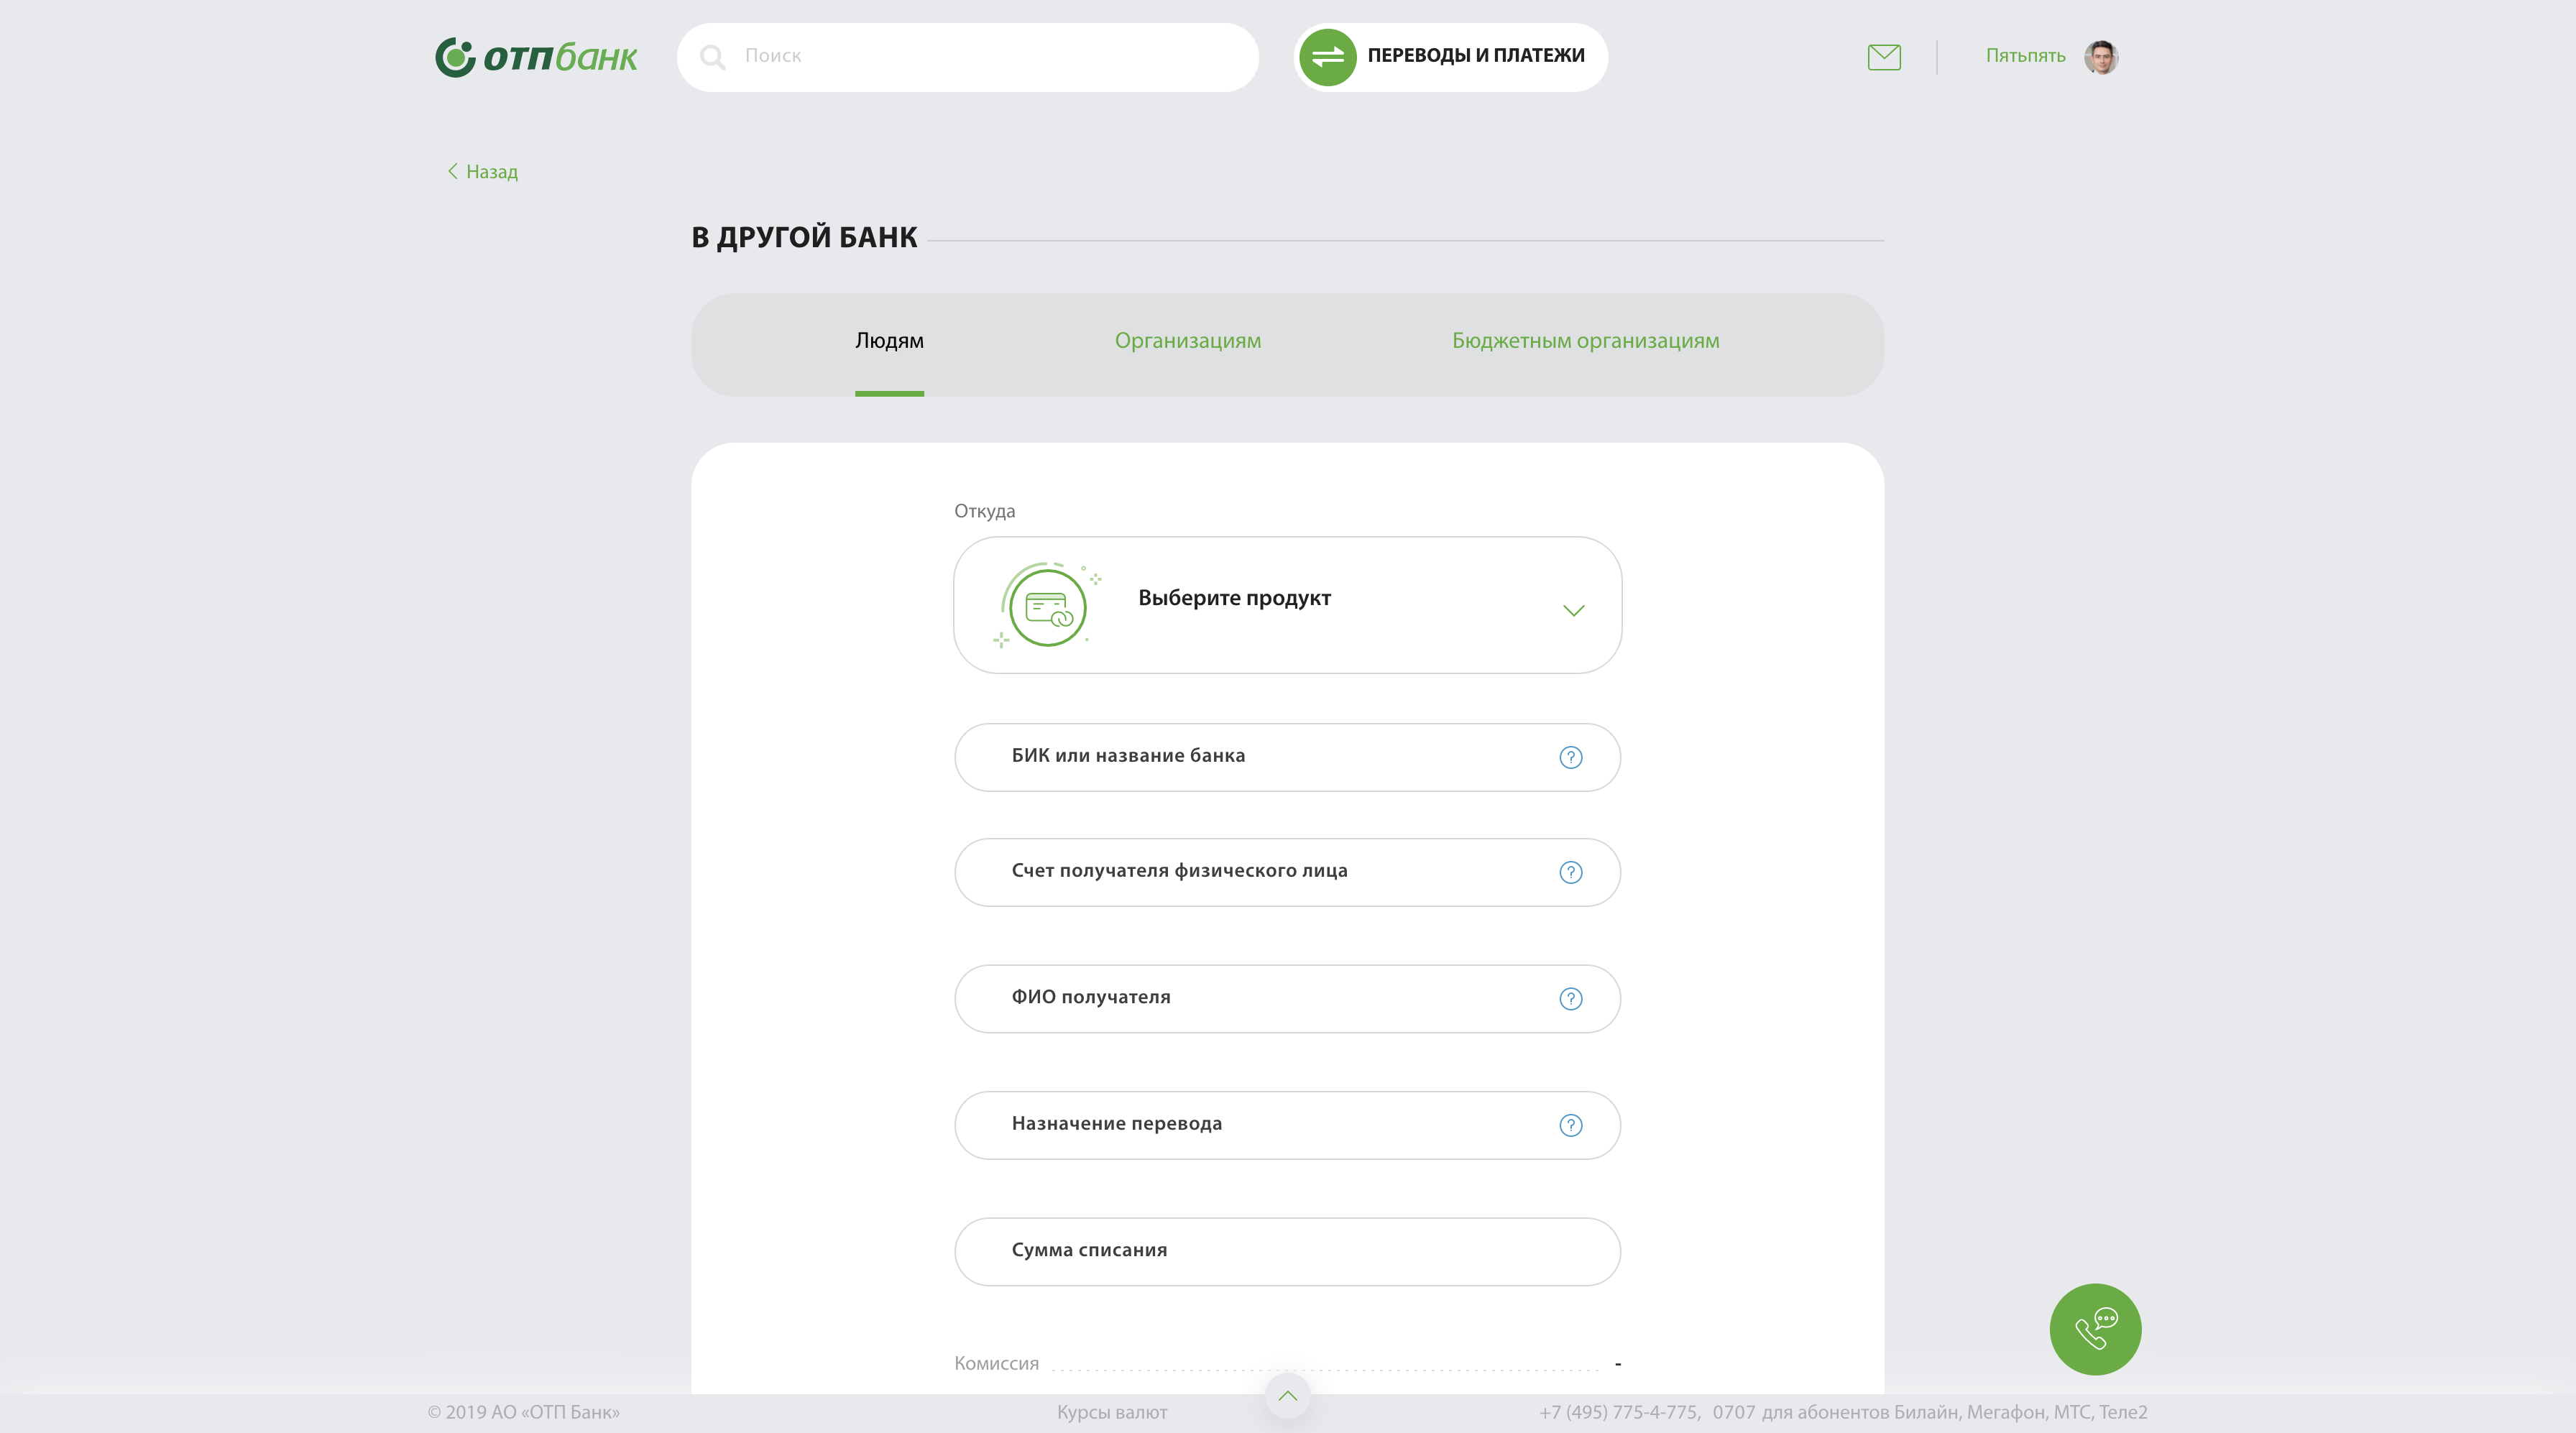 отпбанк
Поиск
ПЕРЕВОДЫ И ПЛАТЕЖИ
Пятьпять
Назад
В ДРУГОЙ БАНК
Людям
Организациям
Бюджетным организациям
Откуда
Выберите продукт
БИК или название банка
?
Счет получателя физического лица
?
ФИО получателя
?
Назначение перевода
?
Сумма списания
Комиссия -
© 2019 АО «ОТП Банк»
Курсы валют
+7 (495) 775-4-775, 0707 для абонентов Билайн, Мегафон, МТС, Теле2